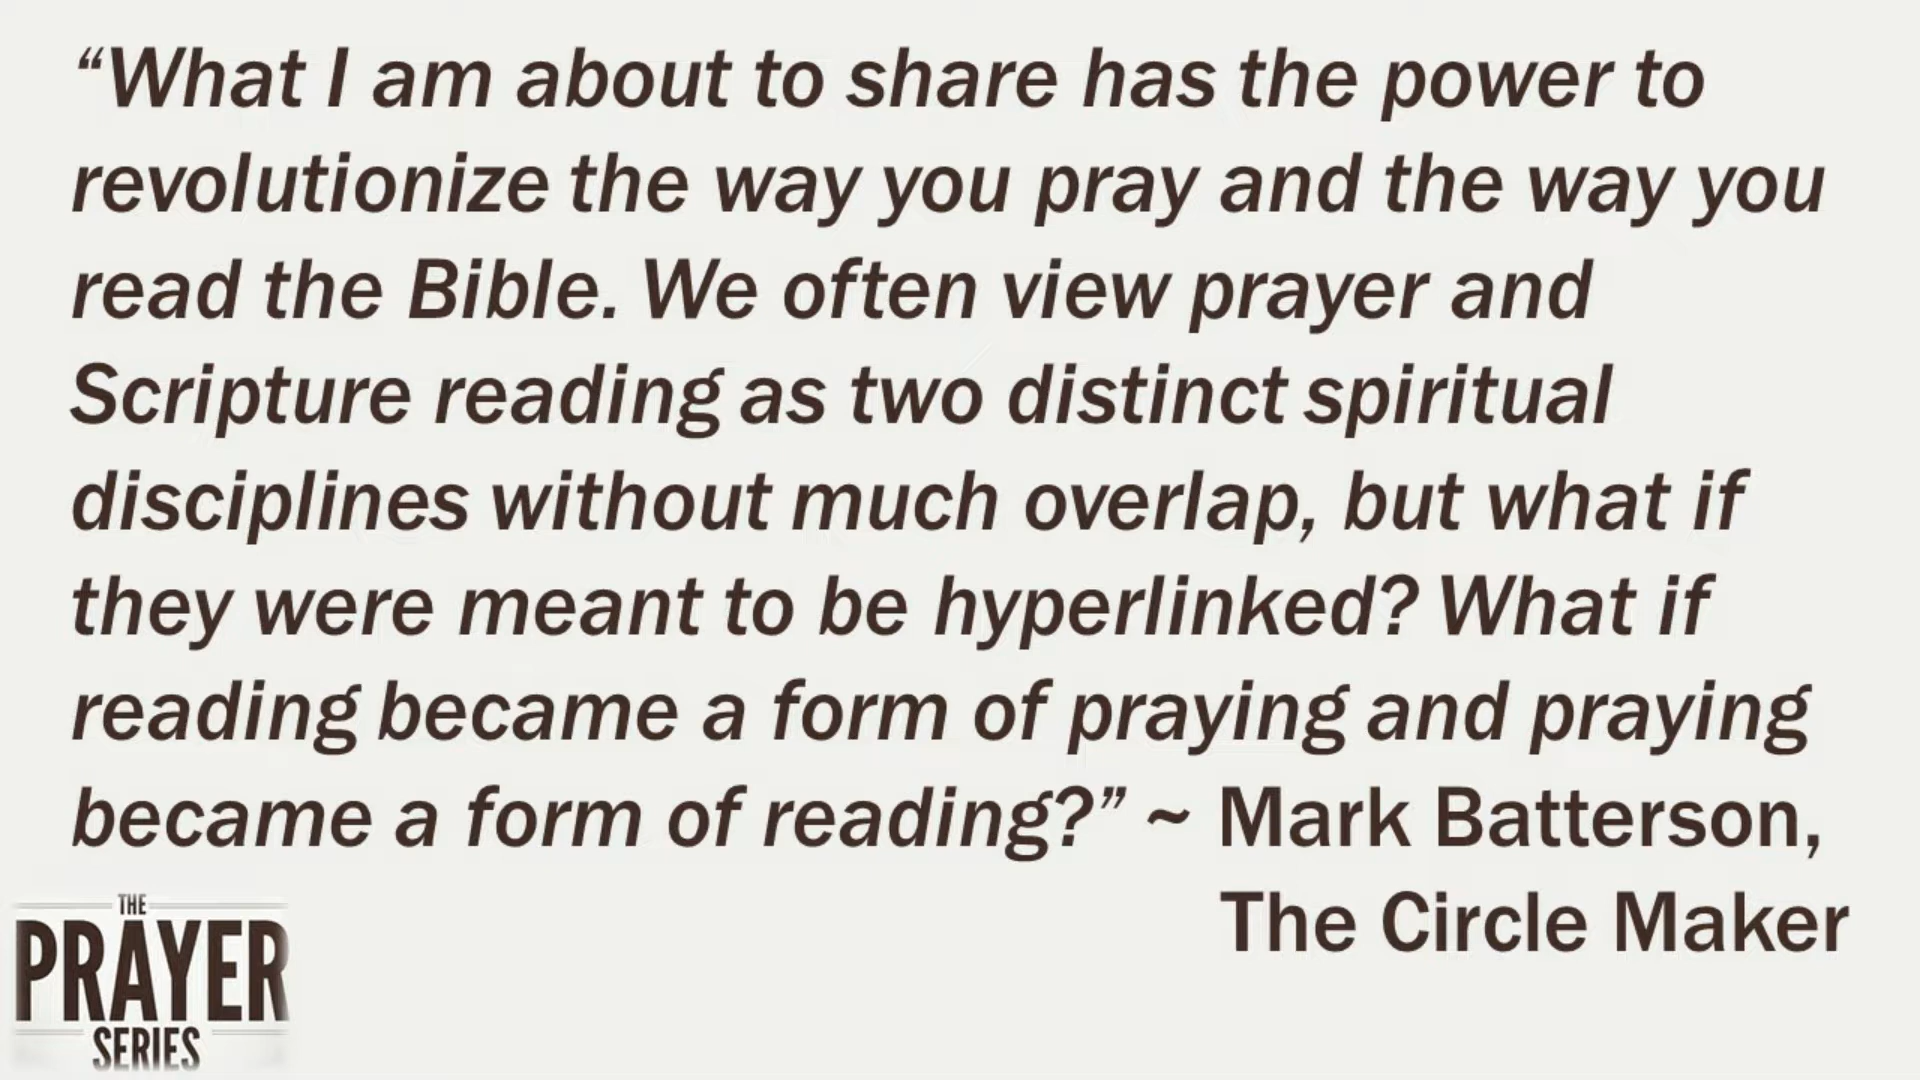 “What I am about to share has the power to
revolutionize the way you pray and the way you
read the Bible. We often view prayer and
Scripture reading as two distinct spiritual
disciplines without much overlap, but what if
they were meant to be hyperlinked? What if
reading became a form of praying and praying
became a form of reading?” ~ Mark Batterson,
The Circle Maker
THE
PRAYER
SERIES